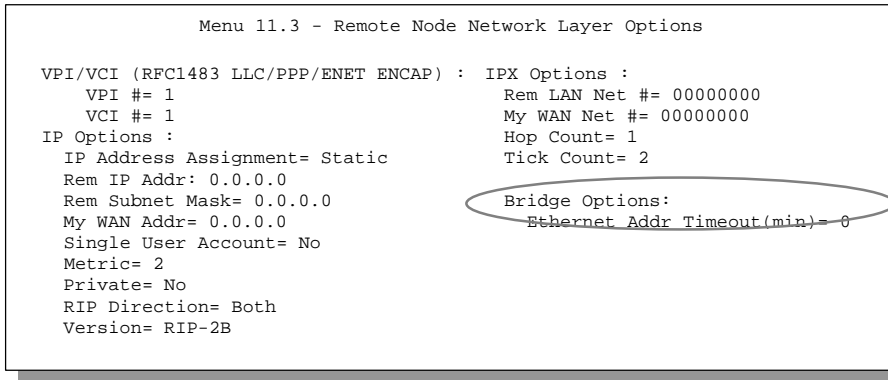 Menu 11.3 - Remote Node Network Layer Options
VPI/VCI (RFC1483 LLC/PPP/ENET ENCAP) : IPX Options :
VPI #= 1 Rem LAN Net #= 00000000
VCI #= 1 My WAN Net #= 00000000
IP Options : Hop Count= 1
IP Address Assignment= Static Tick Count= 2
Rem IP Addr: 0.0.0.0
Rem Subnet Mask= 0.0.0.0 Bridge Options:
My WAN Addr= 0.0.0.0 Ethernet Addr Timeout(min)= 0
Single User Account= No
Metric= 2
Private= No
RIP Direction= Both
Version= RIP-2B